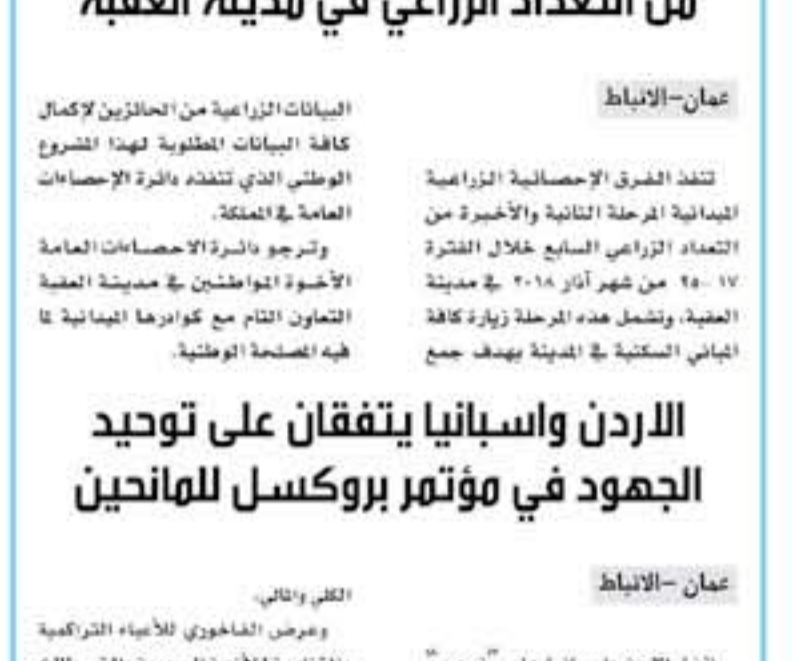 من التعداد الزراعي في مدينة العقبة
عمان-الانباط
تنفذ الفرق الإحصائية الزراعية
الميدانية المرحلة الثانية والأخيرة من
التعداد الزراعي السابع خلال الفترة
١٧ -٢٥ من شهر آذار ٢٠١٨ في مدينة
العقبة، وتشمل هذه المرحلة زيارة كافة
المباني السكنية في المدينة بهدف جمع
البيانات الزراعية من الحائزين لإكمال
كافة البيانات المطلوبة لهذا المشروع
الوطني الذي تنفذه دائرة الإحصاءات
العامة في المملكة.
وترجو دائرة الاحصاءات العامة
الأخوة المواطنين في مدينة العقبة
التعاون التام مع كوادرها الميدانية لما
فيه المصلحة الوطنية.
الاردن واسبانيا يتفقان على توحيد
الجهود في مؤتمر بروكسل للمانحين
عمان -الانباط
الكلي والمالي.
وعرض الفاخوري للأعباء التراكمية